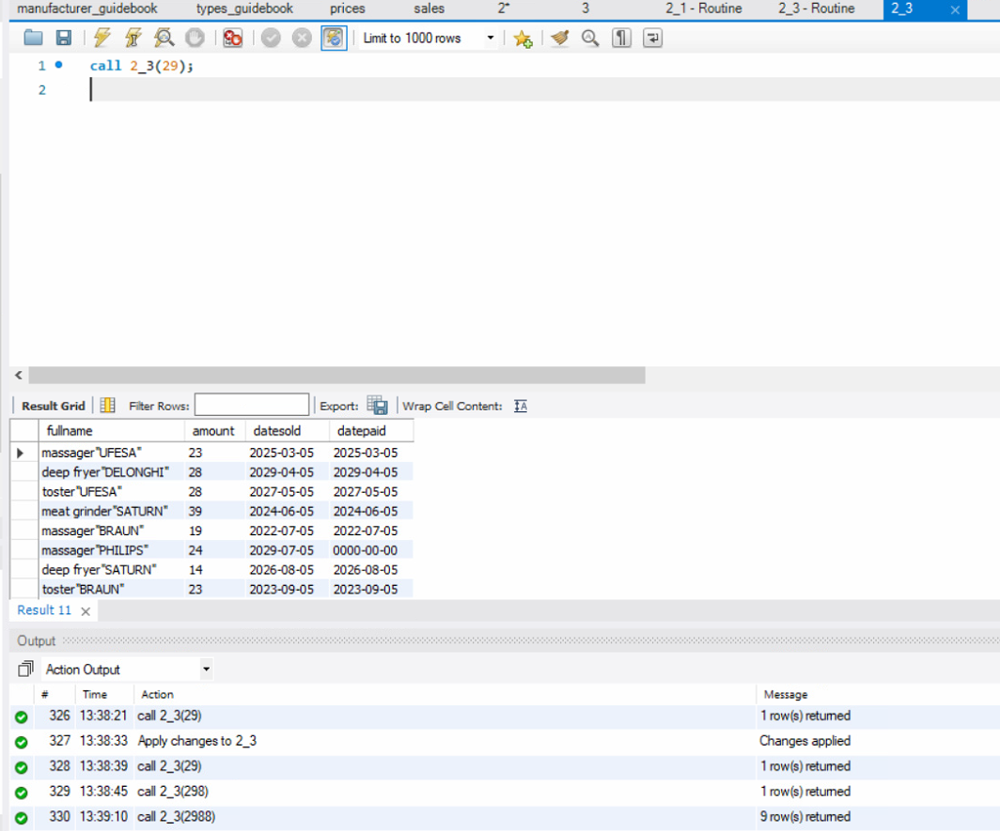 manufacturer_guidebook types_guidebook prices sales 2* 3 2_1 - Routine 2_3 - Routine 2_3
Limit to 1000 rows
1 call 2_3(29);
2
Result Grid Filter Rows: Export: Wrap Cell Content:
fullname amount datesold datepaid
massager"UFESA" 23 2025-03-05 2025-03-05
deep fryer"DELONGHI" 28 2029-04-05 2029-04-05
toster"UFESA" 28 2027-05-05 2027-05-05
meat grinder"SATURN" 39 2024-06-05 2024-06-05
massager"BRAUN" 19 2022-07-05 2022-07-05
massager"PHILIPS" 24 2029-07-05 0000-00-00
deep fryer"SATURN" 14 2026-08-05 2026-08-05
toster"BRAUN" 23 2023-09-05 2023-09-05
Result 11
Output
Action Output
# Time Action Message
326 13:38:21 call 2_3(29) 1 row(s) returned
327 13:38:33 Apply changes to 2_3 Changes applied
328 13:38:39 call 2_3(29) 1 row(s) returned
329 13:38:45 call 2_3(298) 1 row(s) returned
330 13:39:10 call 2_3(2988) 9 row(s) returned